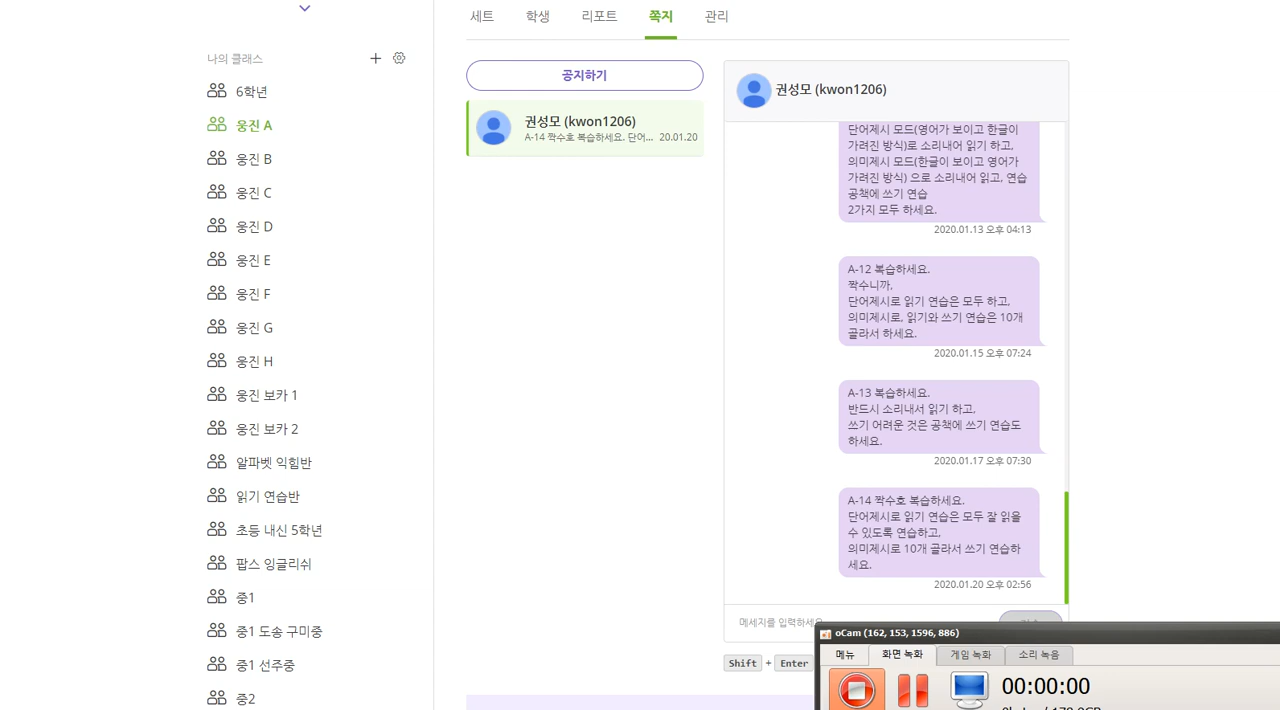 세트
학생
리포트
쪽지
관리
나의 클래스
6학년
웅진 A
웅진 B
웅진 C
웅진 D
웅진 E
웅진 F
웅진 G
웅진 H
웅진 보카 1
웅진 보카 2
알파벳 익힘반
읽기 연습반
초등 내신 5학년
팝스 잉글리쉬
중1
중1 도송 구미중
중1 선주중
중2
공지하기
권성모 (kwon1206)
A-14 짝수호 복습하세요. 단어... 20.01.20
권성모 (kwon1206)
단어제시 모드(영어가 보이고 한글이
가려진 방식)로 소리내어 읽기 하고,
의미제시 모드(한글이 보이고 영어가
가려진 방식) 으로 소리내어 읽고, 연습
공책에 쓰기 연습
2가지 모두 하세요.
2020.01.13 오후 04:13
A-12 복습하세요.
짝수니까,
단어제시로 읽기 연습은 모두 하고,
의미제시로, 읽기와 쓰기 연습은 10개
골라서 하세요.
2020.01.15 오후 07:24
A-13 복습하세요.
반드시 소리내서 읽기 하고,
쓰기 어려운 것은 공책에 쓰기 연습도
하세요.
2020.01.17 오후 07:30
A-14 짝수호 복습하세요.
단어제시로 읽기 연습은 모두 잘 읽을
수 있도록 연습하고,
의미제시로 10개 골라서 쓰기 연습하
세요.
2020.01.20 오후 02:56
메세지를 입력하세요
Shift + Enter
oCam (162, 153, 1596, 886)
메뉴
화면 녹화
게임 녹화
소리 녹음
00:00:00